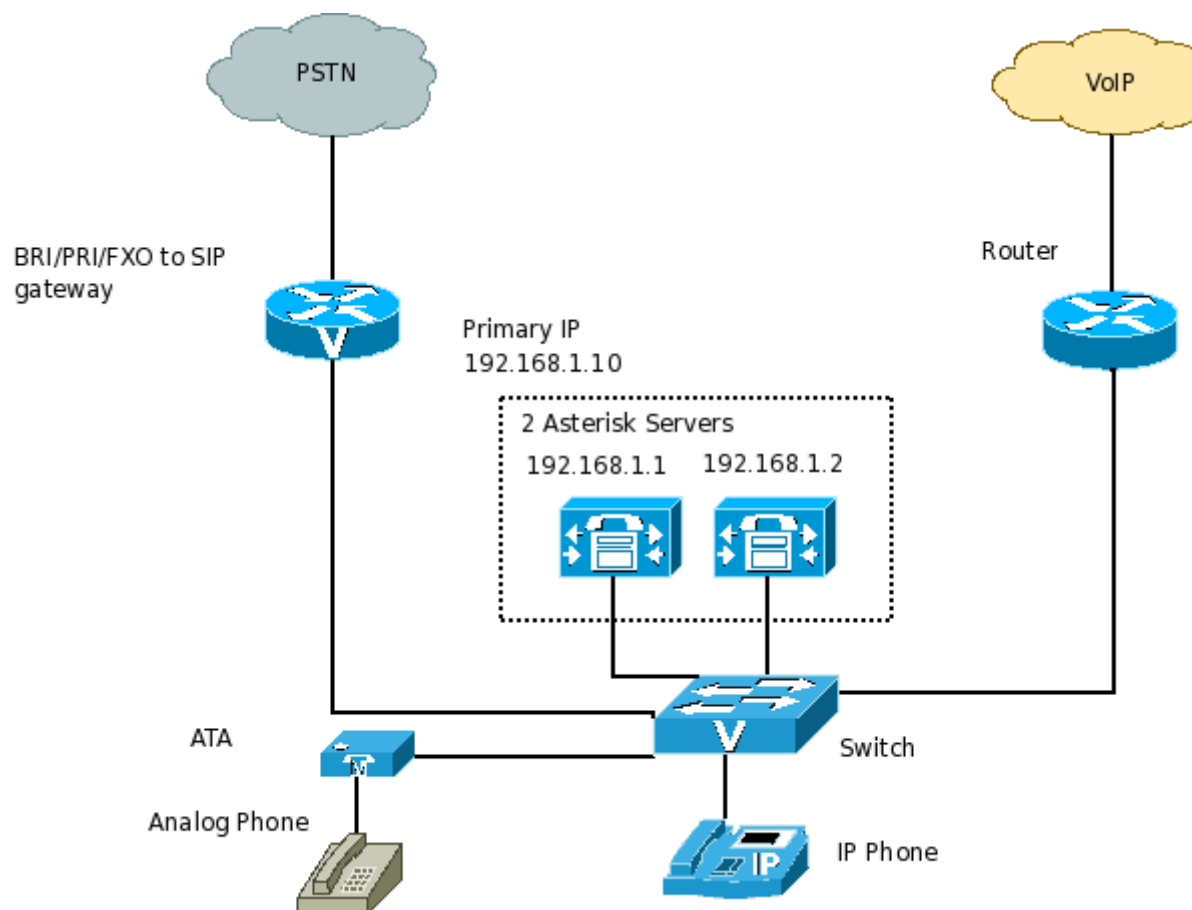 PSTN
VoIP
BRI/PRI/FXO to SIP
gateway
Router
Primary IP
192.168.1.10
2 Asterisk Servers
192.168.1.1
192.168.1.2
V
V
ATA
Switch
Analog Phone
IP Phone
IP